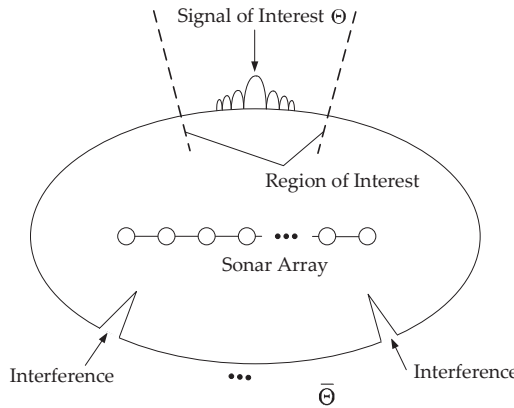 Signal of Interest Θ
Region of Interest
•••
Sonar Array
Interference
Interference
•••
Θ̅